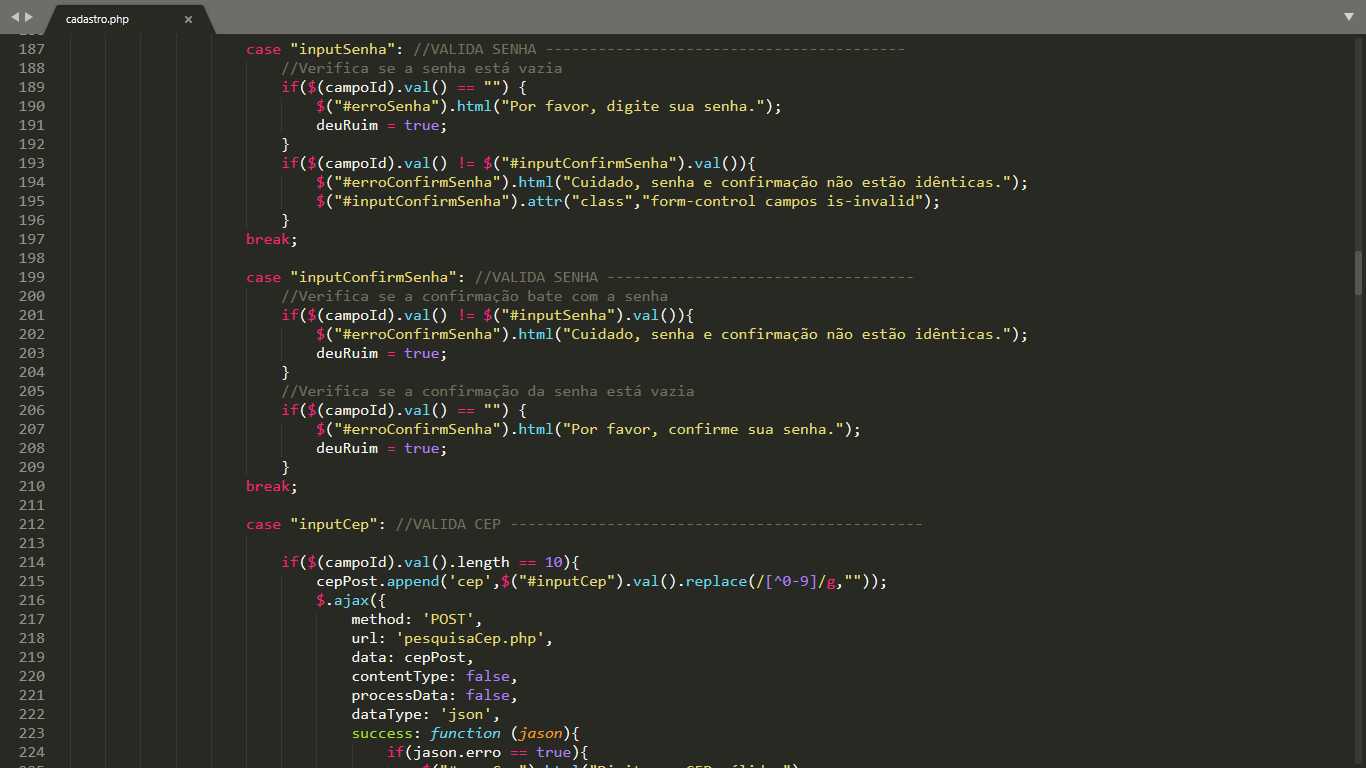 cadastro.php ×
187 case "inputSenha": //VALIDA SENHA -----------------------------------------
188 //Verifica se a senha está vazia
189 if($(campoId).val() == "") {
190 $("#erroSenha").html("Por favor, digite sua senha.");
191 deuRuim = true;
192 }
193 if($(campoId).val() != $("#inputConfirmSenha").val()){
194 $("#erroConfirmSenha").html("Cuidado, senha e confirmação não estão idênticas.");
195 $("#inputConfirmSenha").attr("class","form-control campos is-invalid");
196 }
197 break;
198
199 case "inputConfirmSenha": //VALIDA SENHA -----------------------------------
200 //Verifica se a confirmação bate com a senha
201 if($(campoId).val() != $("#inputSenha").val()){
202 $("#erroConfirmSenha").html("Cuidado, senha e confirmação não estão idênticas.");
203 deuRuim = true;
204 }
205 //Verifica se a confirmação da senha está vazia
206 if($(campoId).val() == "") {
207 $("#erroConfirmSenha").html("Por favor, confirme sua senha.");
208 deuRuim = true;
209 }
210 break;
211
212 case "inputCep": //VALIDA CEP -----------------------------------------------
213
214 if($(campoId).val().length == 10){
215 cepPost.append('cep',$("#inputCep").val().replace(/[^0-9]/g,""));
216 $.ajax({
217 method: 'POST',
218 url: 'pesquisaCep.php',
219 data: cepPost,
220 contentType: false,
221 processData: false,
222 dataType: 'json',
223 success: function (jason){
224 if(jason.erro == true){